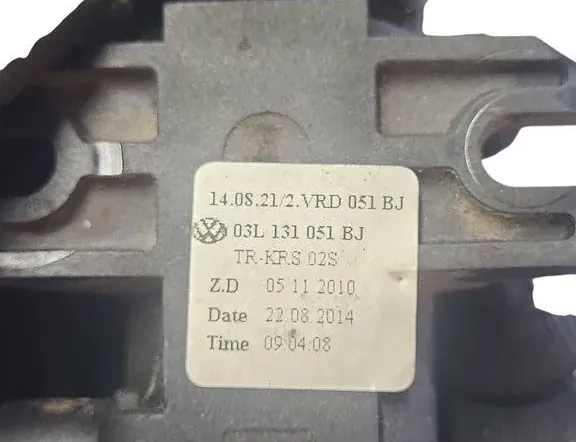 14.08.21/2.VRD 051 BJ
03L 131 051 BJ
TR-KRS 02S
Z.D 05 11 2010
Date 22 08 2014
Time 09 04 08